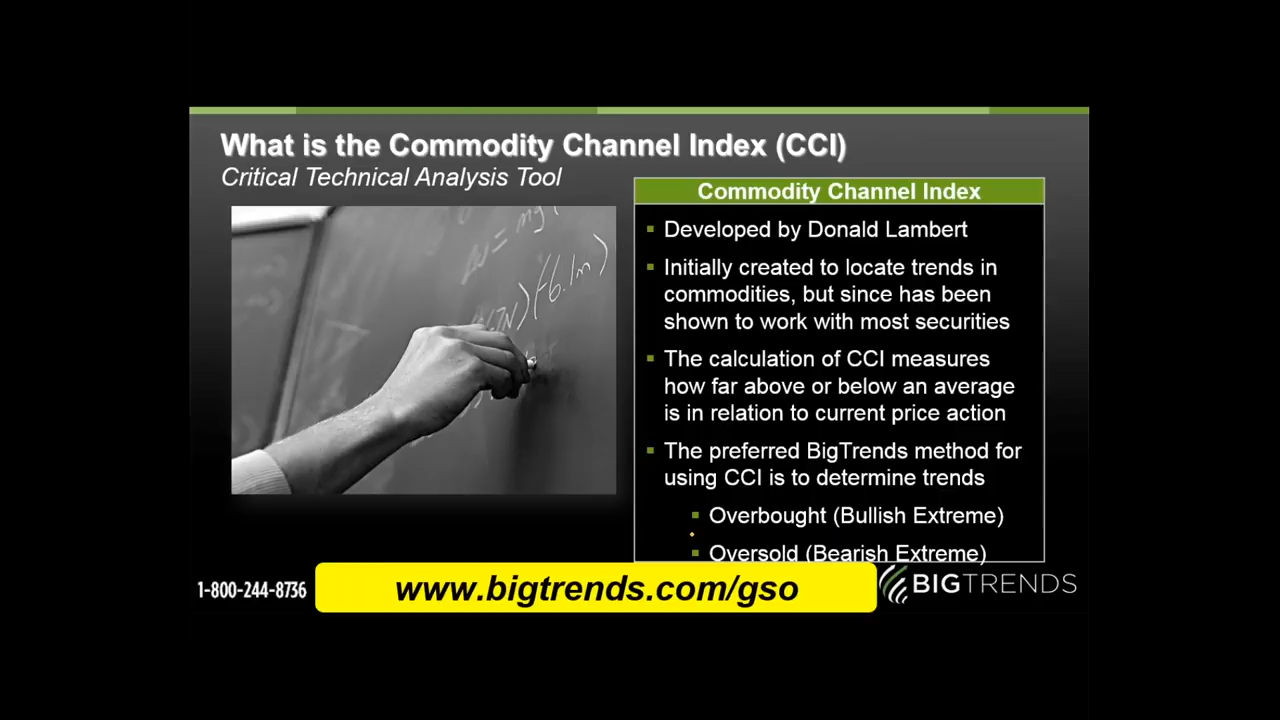 What is the Commodity Channel Index (CCI)
Critical Technical Analysis Tool
Commodity Channel Index
Developed by Donald Lambert
Initially created to locate trends in
commodities, but since has been
shown to work with most securities
The calculation of CCI measures
how far above or below an average
is in relation to current price action
The preferred BigTrends method for
using CCI is to determine trends
Overbought (Bullish Extreme)
Oversold (Bearish Extreme)
)(-6.1m)
1-800-244-8736
www.bigtrends.com/gso
BIGTRENDS